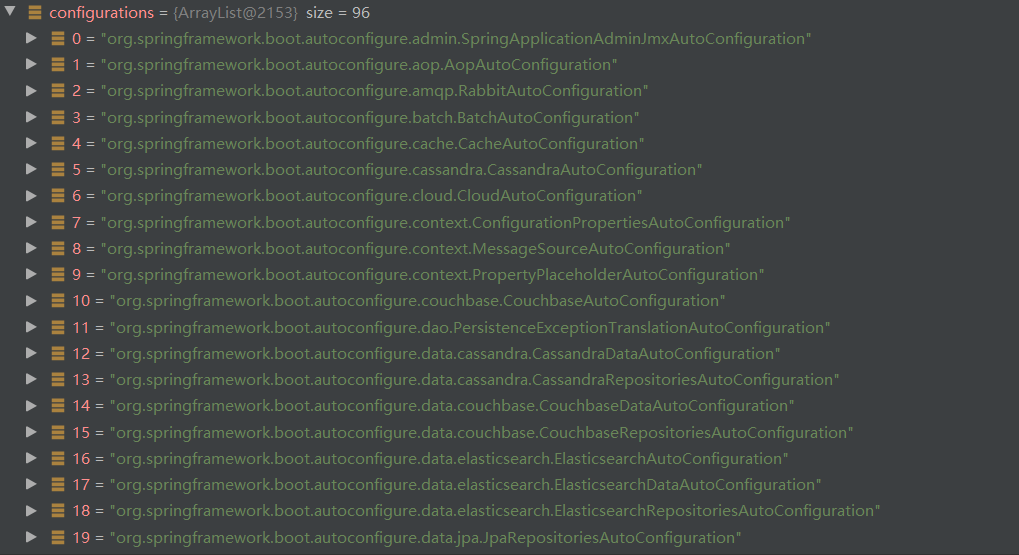 configurations = {ArrayList@2153} size = 96
0 = "org.springframework.boot.autoconfigure.admin.SpringApplicationAdminJmxAutoConfiguration"
1 = "org.springframework.boot.autoconfigure.aop.AopAutoConfiguration"
2 = "org.springframework.boot.autoconfigure.amqp.RabbitAutoConfiguration"
3 = "org.springframework.boot.autoconfigure.batch.BatchAutoConfiguration"
4 = "org.springframework.boot.autoconfigure.cache.CacheAutoConfiguration"
5 = "org.springframework.boot.autoconfigure.cassandra.CassandraAutoConfiguration"
6 = "org.springframework.boot.autoconfigure.cloud.CloudAutoConfiguration"
7 = "org.springframework.boot.autoconfigure.context.ConfigurationPropertiesAutoConfiguration"
8 = "org.springframework.boot.autoconfigure.context.MessageSourceAutoConfiguration"
9 = "org.springframework.boot.autoconfigure.context.PropertyPlaceholderAutoConfiguration"
10 = "org.springframework.boot.autoconfigure.couchbase.CouchbaseAutoConfiguration"
11 = "org.springframework.boot.autoconfigure.dao.PersistenceExceptionTranslationAutoConfiguration"
12 = "org.springframework.boot.autoconfigure.data.cassandra.CassandraDataAutoConfiguration"
13 = "org.springframework.boot.autoconfigure.data.cassandra.CassandraRepositoriesAutoConfiguration"
14 = "org.springframework.boot.autoconfigure.data.couchbase.CouchbaseDataAutoConfiguration"
15 = "org.springframework.boot.autoconfigure.data.couchbase.CouchbaseRepositoriesAutoConfiguration"
16 = "org.springframework.boot.autoconfigure.data.elasticsearch.ElasticsearchAutoConfiguration"
17 = "org.springframework.boot.autoconfigure.data.elasticsearch.ElasticsearchDataAutoConfiguration"
18 = "org.springframework.boot.autoconfigure.data.elasticsearch.ElasticsearchRepositoriesAutoConfiguration"
19 = "org.springframework.boot.autoconfigure.data.jpa.JpaRepositoriesAutoConfiguration"